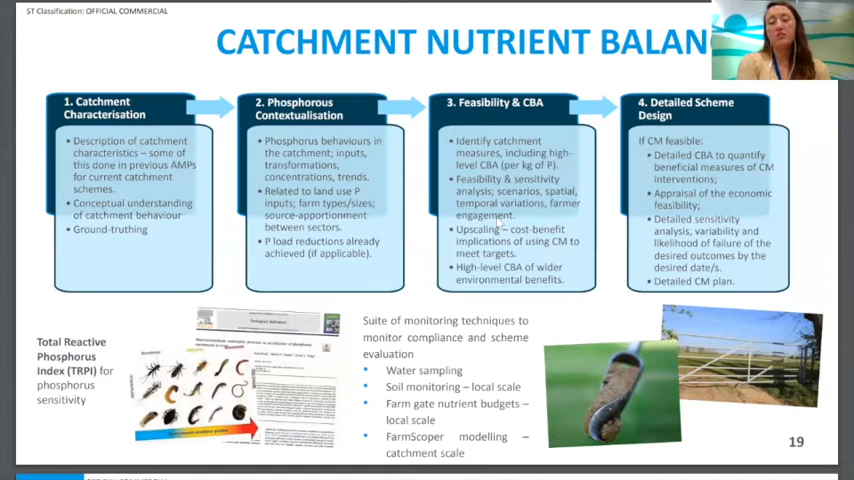 ST Classification: OFFICIAL COMMERCIAL
CATCHMENT NUTRIENT BALAN
1. Catchment
Characterisation
• Description of catchment
characteristics – some of
this done in previous AMPs
for current catchment
schemes.
• Conceptual understanding
of catchment behaviour
• Ground-truthing
2. Phosphorous
Contextualisation
• Phosphorus behaviours in
the catchment; inputs,
transformations,
concentrations, trends.
• Related to land use P
inputs; farm types/sizes;
source-apportionment
between sectors.
• P load reductions already
achieved (if applicable).
3. Feasibility & CBA
• Identify catchment
measures, including high-
level CBA (per kg of P).
• Feasibility & sensitivity
analysis; scenarios, spatial,
temporal variations, farmer
engagement.
• Upscaling – cost-benefit
implications of using CM to
meet targets.
• High-level CBA of wider
environmental benefits.
4. Detailed Scheme
Design
If CM feasible:
• Detailed CBA to quantify
beneficial measures of CM
interventions;
• Appraisal of the economic
feasibility;
• Detailed sensitivity
analysis, variability and
likelihood of failure of the
desired outcomes by the
desired date/s.
• Detailed CM plan.
Total Reactive
Phosphorus
Index (TRPI) for
phosphorus
sensitivity
Ecological Indicators
Suite of monitoring techniques to
monitor compliance and scheme
evaluation
• Water sampling
• Soil monitoring – local scale
• Farm gate nutrient budgets –
local scale
• FarmScoper modelling –
catchment scale
19
OFFICIAL COMMERCIAL